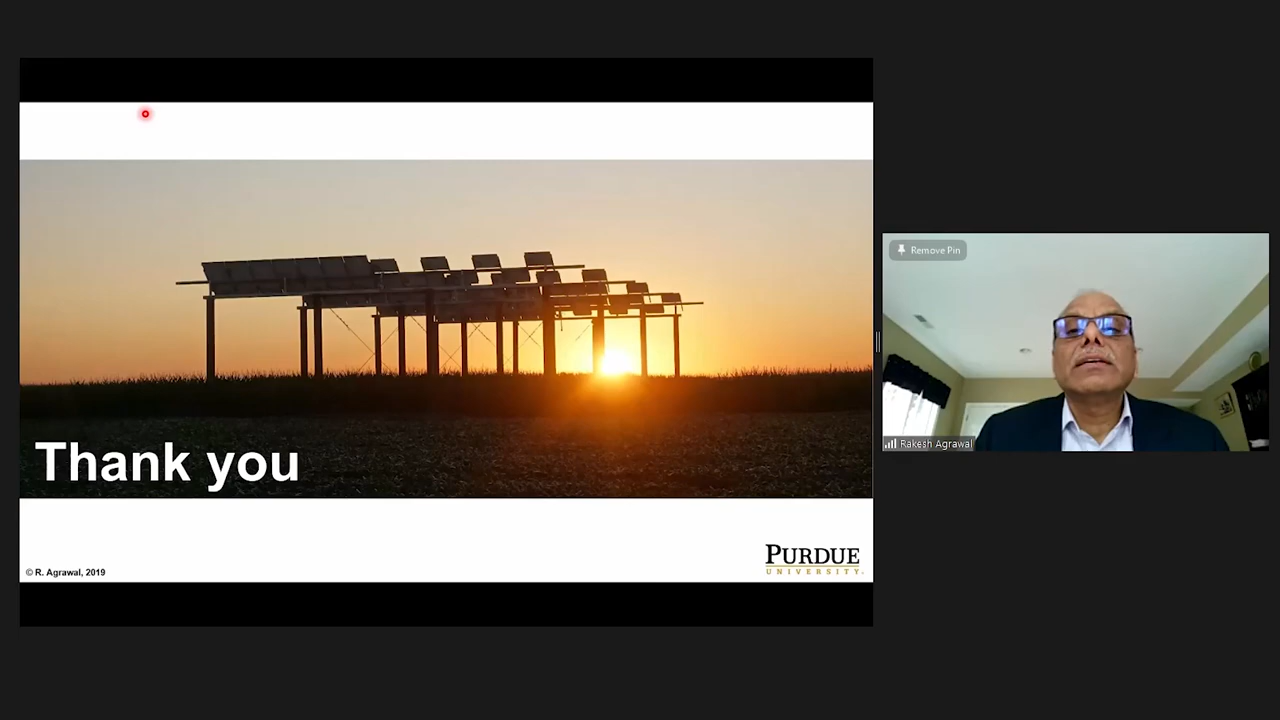 Thank you
© R. Agrawal, 2019
PURDUE
UNIVERSITY.
Remove Pin
Rakesh Agrawal